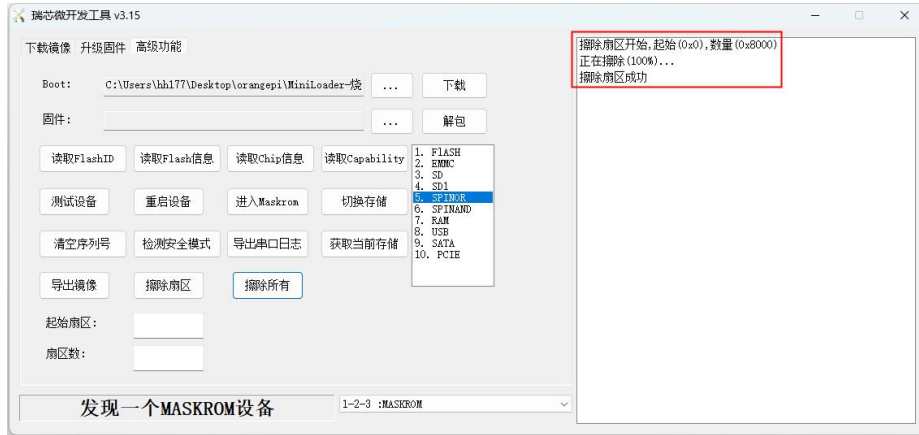 瑞芯微开发工具 v3.15
下载镜像 升级固件 高级功能
Boot: C:\Users\hh177\Desktop\orangepi\MiniLoader-烧 ... 下载
固件: ... 解包
读取FlashID 读取Flash信息 读取Chip信息 读取Capability
测试设备 重启设备 进入Maskrom 切换存储
清空序列号 检测安全模式 导出串口日志 获取当前存储
导出镜像 擦除扇区 擦除所有
1. FlASH
2. EMMC
3. SD
4. SD1
5. SPINOR
6. SPINAND
7. RAM
8. USB
9. SATA
10. PCIE
起始扇区:
扇区数:
发现一个MASKROM设备 1-2-3 :MASKROM
擦除扇区开始,起始(0x0),数量(0x8000)
正在擦除(100%)...
擦除扇区成功